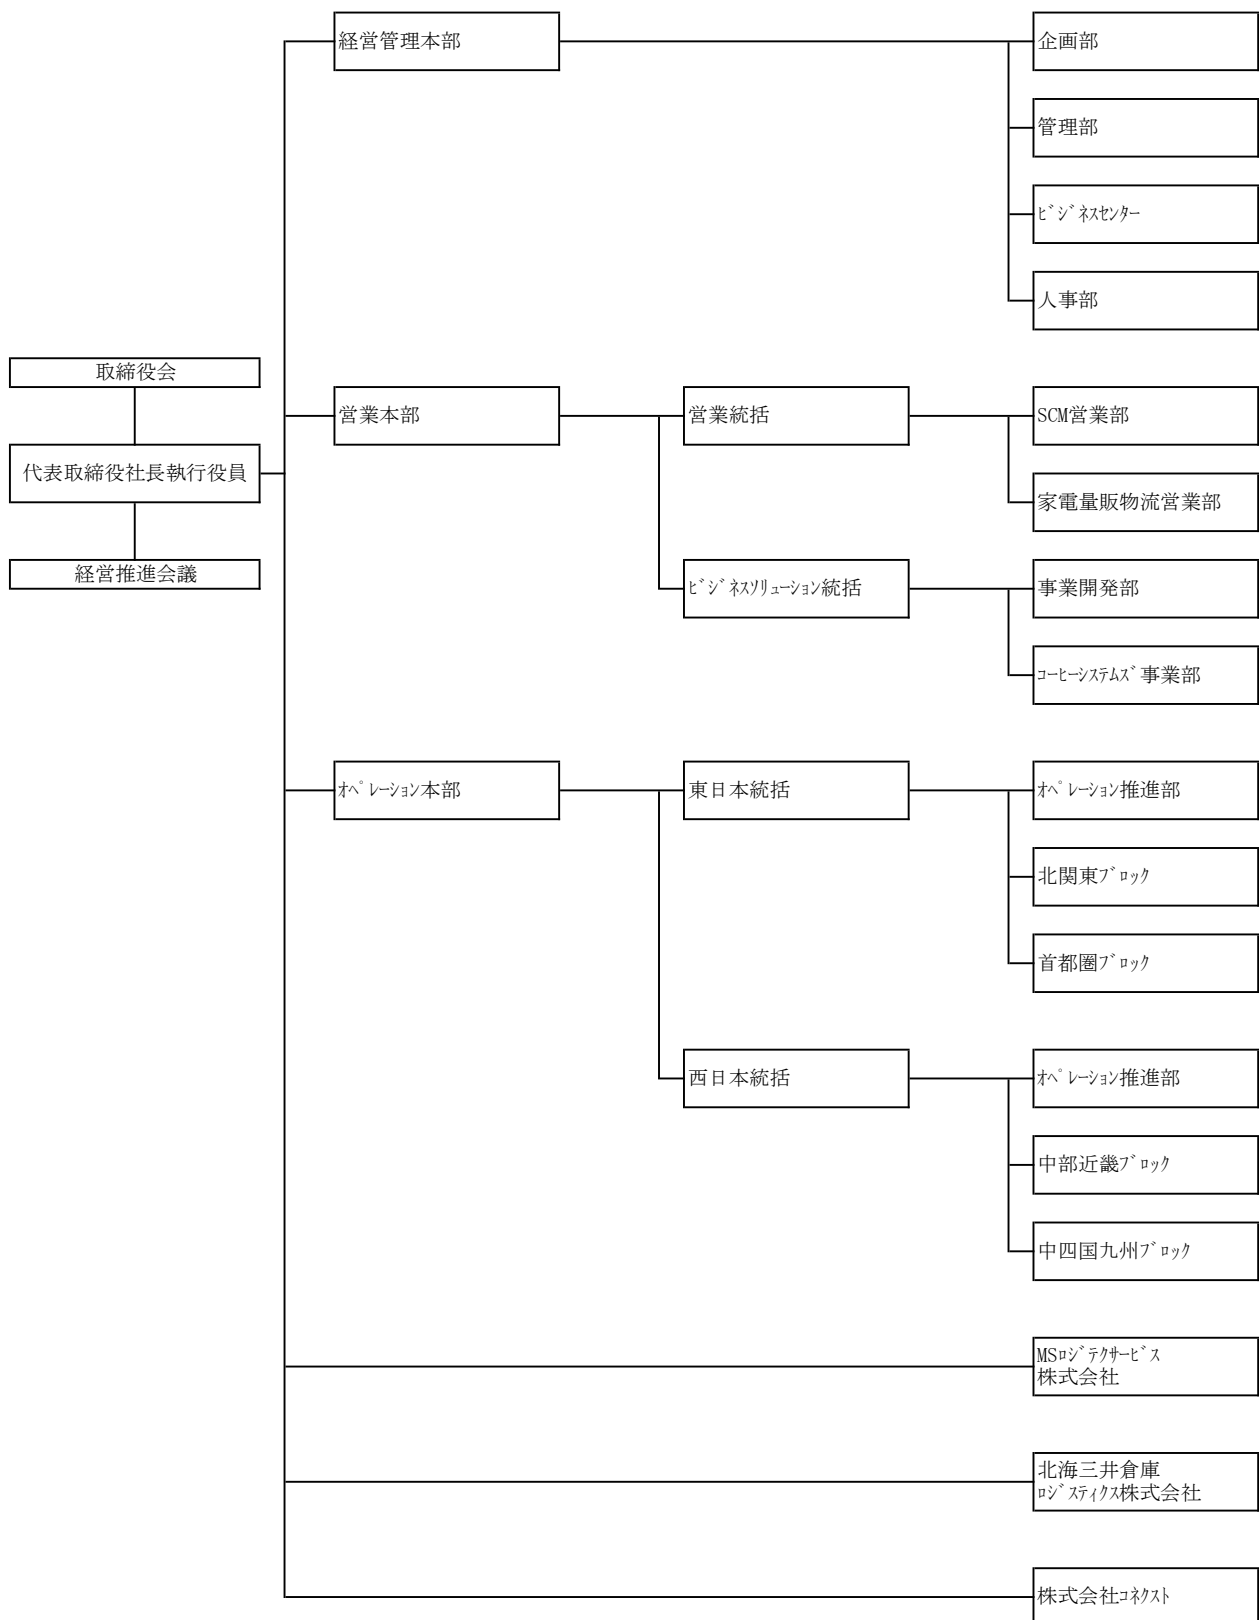 経営管理本部
企画部
管理部
ﾋﾞｼﾞﾈｽｾﾝﾀｰ
人事部
取締役会
代表取締役社長執行役員
経営推進会議
営業本部
営業統括
SCM営業部
家電量販物流営業部
ﾋﾞｼﾞﾈｽソリｭｰｼｮﾝ統括
事業開発部
ｺｰﾋｰｼｽﾃﾑｽﾞ事業部
ｵﾍﾟﾚｰｼｮﾝ本部
東日本統括
ｵﾍﾟﾚｰｼｮﾝ推進部
北関東ﾌﾞﾛｯｸ
首都圏ﾌﾞﾛｯｸ
西日本統括
ｵﾍﾟﾚｰｼｮﾝ推進部
中部近畿ﾌﾞﾛｯｸ
中四国九州ﾌﾞﾛｯｸ
MSﾛｼﾞﾃｸｻｰﾋﾞｽ
株式会社
北海三井倉庫
ﾛｼﾞｽﾃｨｸｽ株式会社
株式会社ｺﾈｸｽﾄ